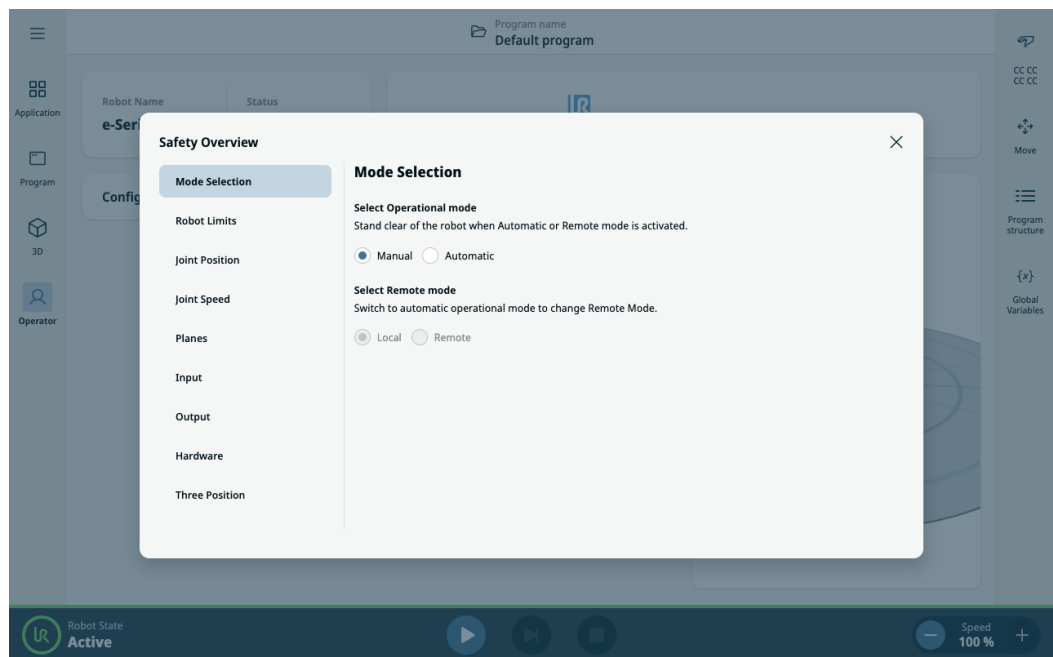 Program name
Default program
Application
Program
3D
Operator
Robot Name
Status
e-Seri
Config
Safety Overview
Mode Selection
Robot Limits
Joint Position
Joint Speed
Planes
Input
Output
Hardware
Three Position
Mode Selection
Select Operational mode
Stand clear of the robot when Automatic or Remote mode is activated.
Manual Automatic
Select Remote mode
Switch to automatic operational mode to change Remote Mode.
Local Remote
CC CC
CC CC
Move
Program
structure
{x}
Global
Variables
Robot State
Active
Speed
100 %